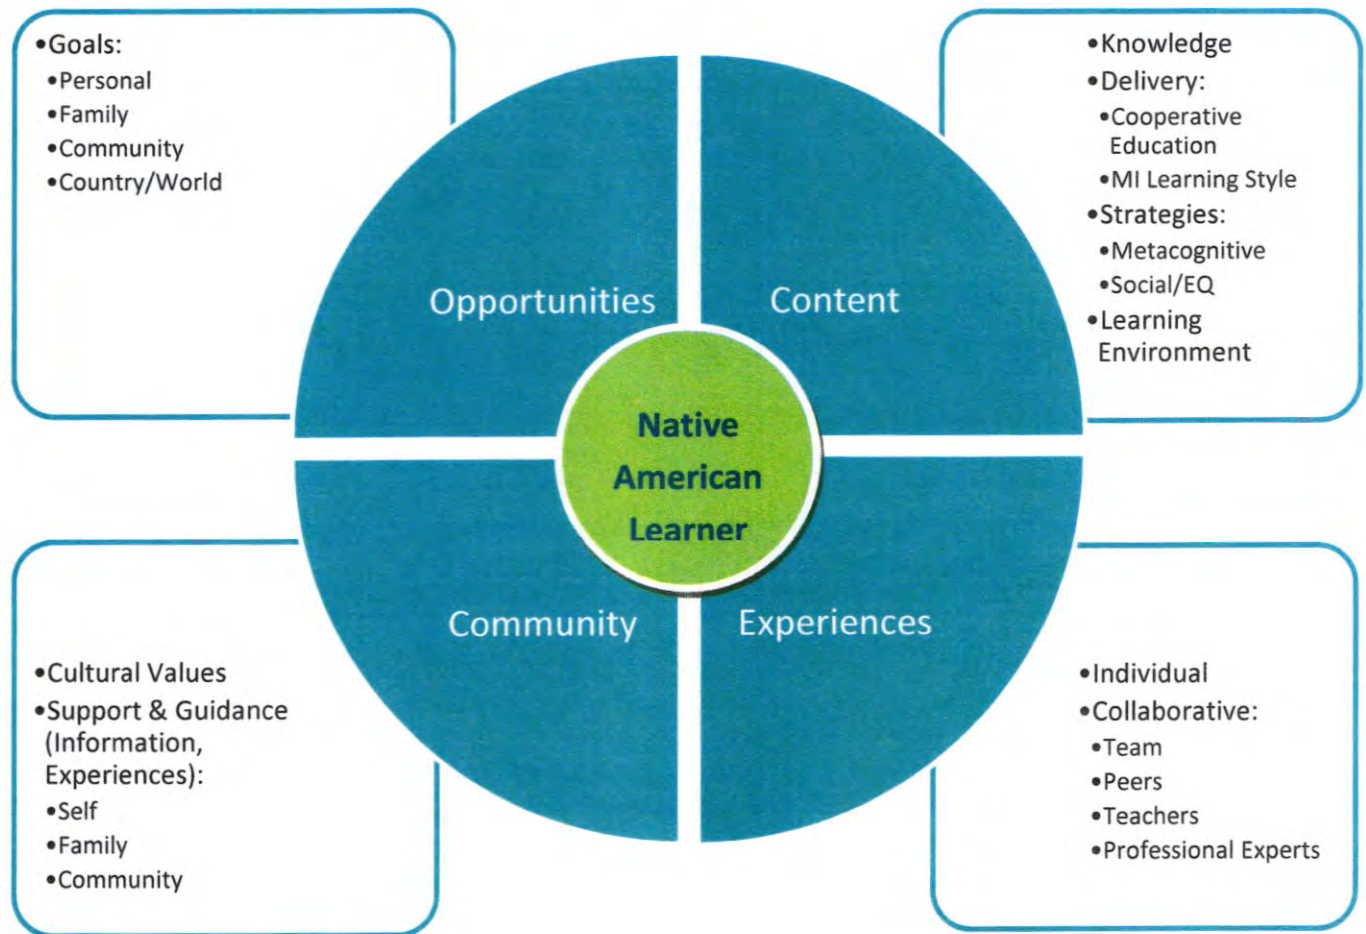 •Goals:
•Personal
•Family
•Community
•Country/World
•Knowledge
•Delivery:
•Cooperative
Education
•MI Learning Style
•Strategies:
•Metacognitive
•Social/EQ
•Learning
Environment
Opportunities
Content
Native
American
Learner
Community
Experiences
•Cultural Values
•Support & Guidance
(Information,
Experiences):
•Self
•Family
•Community
•Individual
•Collaborative:
•Team
•Peers
•Teachers
•Professional Experts